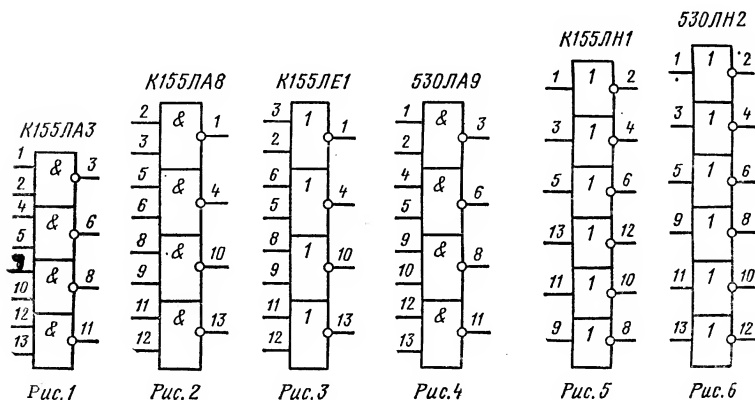 К155ЛА3
1 & 3
2
4 & 6
5
9 & 8
10
12 & 11
13
Рис.1
К155ЛА8
2 & 1
3
5 & 4
6
8 & 10
9
11 & 13
12
Рис.2
К155ЛЕ1
3 1 1
2
6 1 4
5
8 1 10
9
11 1 13
12
Рис.3
530ЛА9
1 & 3
2
4 & 6
5
9 & 8
10
12 & 11
13
Рис.4
К155ЛН1
1 1 2
3 1 4
5 1 6
13 1 12
11 1 10
9 1 8
Рис.5
530ЛН2
1 1 2
3 1 4
5 1 6
9 1 8
11 1 10
13 1 12
Рис.6